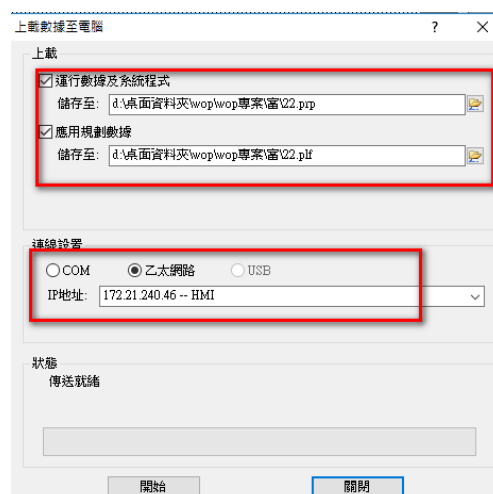 上載數據至電腦 ? ×
上載
運行數據及系統程式
儲存至: d:\桌面資料夾\wop\wop專案\富\22.prp
應用規劃數據
儲存至: d:\桌面資料夾\wop\wop專案\富\22.plf
連線設置
COM 乙太網路 USB
IP地址: 172.21.240.46 -- HMI
狀態
傳送就緒
開始 關閉